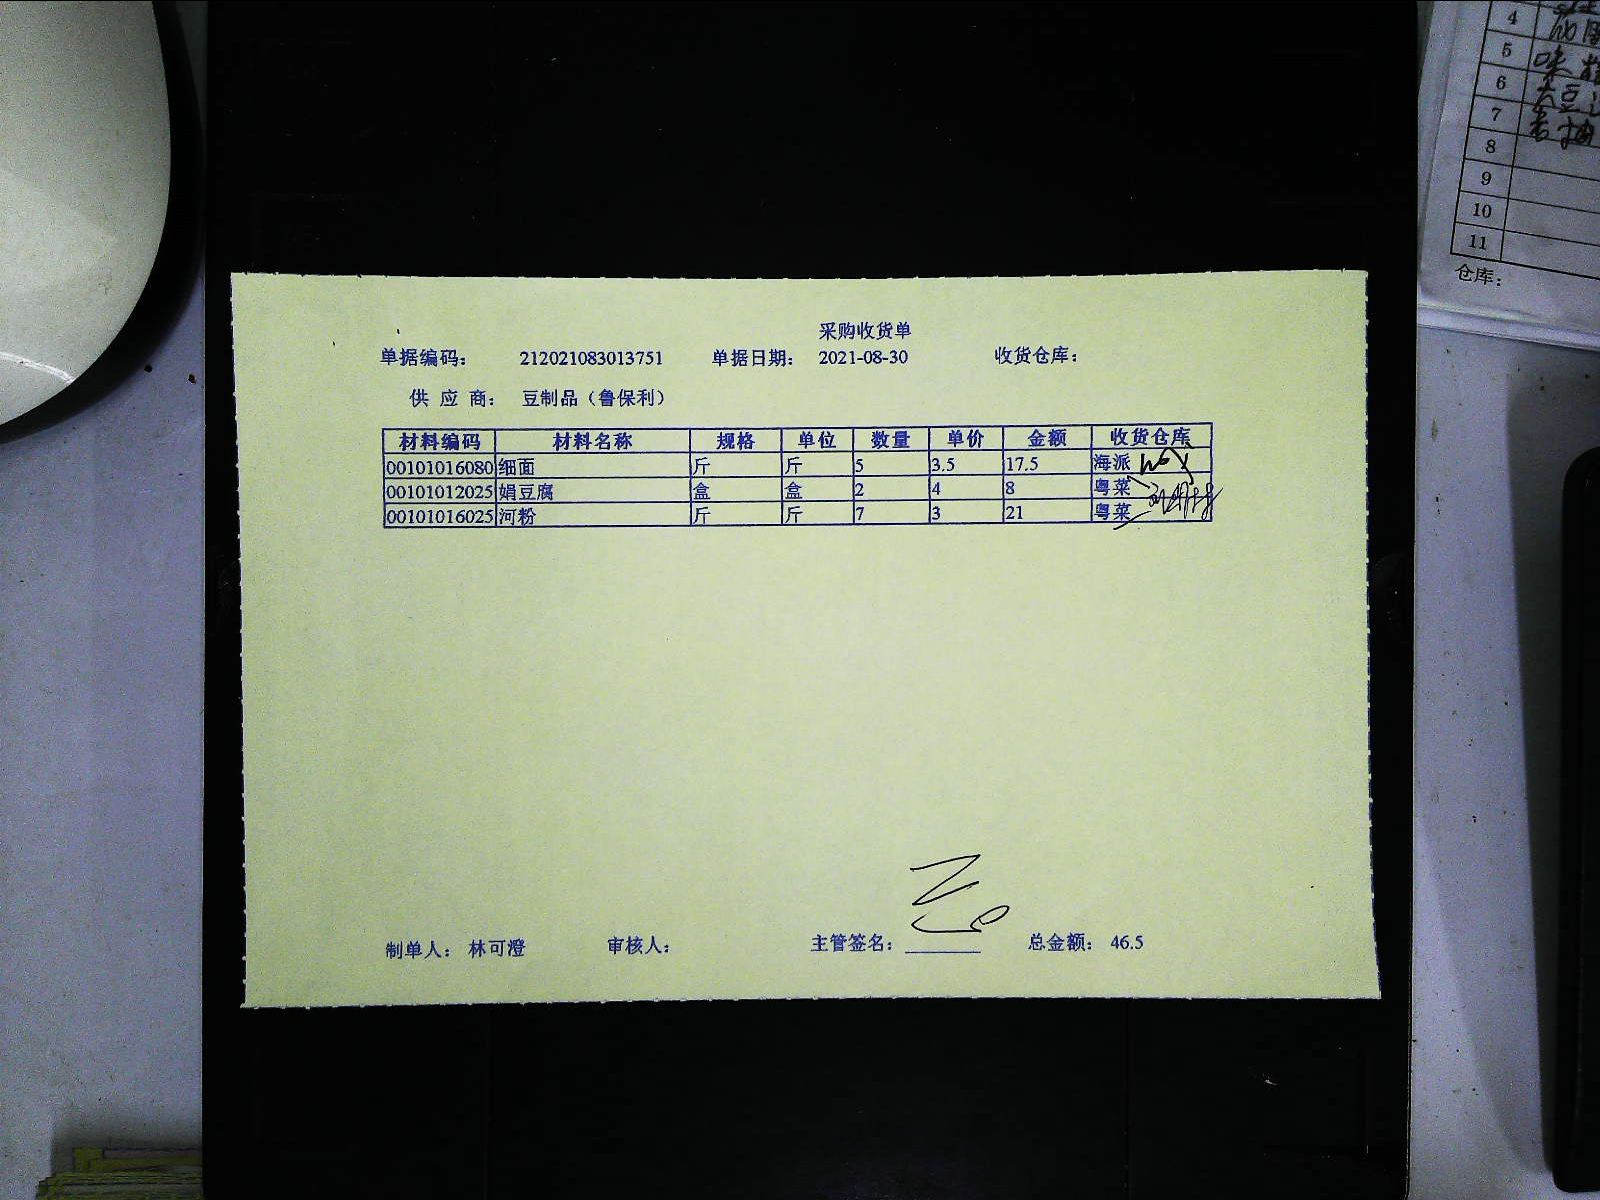 采购收货单
单据编码： 212021083013751 单据日期： 2021-08-30 收货仓库：
供 应 商： 豆制品（鲁保利）
材料编码 材料名称 规格 单位 数量 单价 金额 收货仓库
00101016080 细面 斤 斤 5 3.5 17.5 海派
00101012025 娟豆腐 盒 盒 2 4 8 粤菜
00101016025 河粉 斤 斤 7 3 21 粤菜
制单人： 林可澄 审核人： 主管签名： 总金额： 46.5
4
5
6
7
8
9
10
11
仓库：